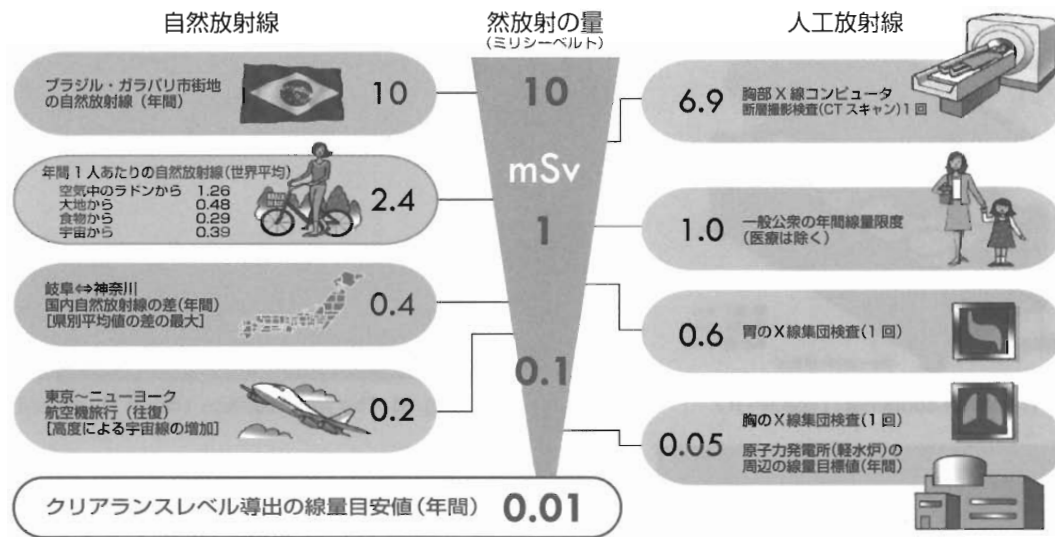 自然放射線
然放射の量
(ミリシーベルト)
人工放射線
ブラジル・ガラパリ市街地
の自然放射線（年間）
10
年間1人あたりの自然放射線(世界平均)
空気中のラドンから 1.26
大地から 0.48
食物から 0.29
宇宙から 0.39
2.4
岐阜⇔神奈川
国内自然放射線の差(年間)
[県別平均値の差の最大]
0.4
東京～ニューヨーク
航空機旅行（往復）
[高度による宇宙線の増加]
0.2
10
mSv
1
0.1
6.9
胸部X線コンピュータ
断層撮影検査(CTスキャン)1回
1.0
一般公衆の年間線量限度
(医療は除く)
0.6
胃のX線集団検査(1回)
0.05
胸のX線集団検査(1回)
原子力発電所(軽水炉)の
周辺の線量目標値(年間)
クリアランスレベル導出の線量目安値(年間) 0.01